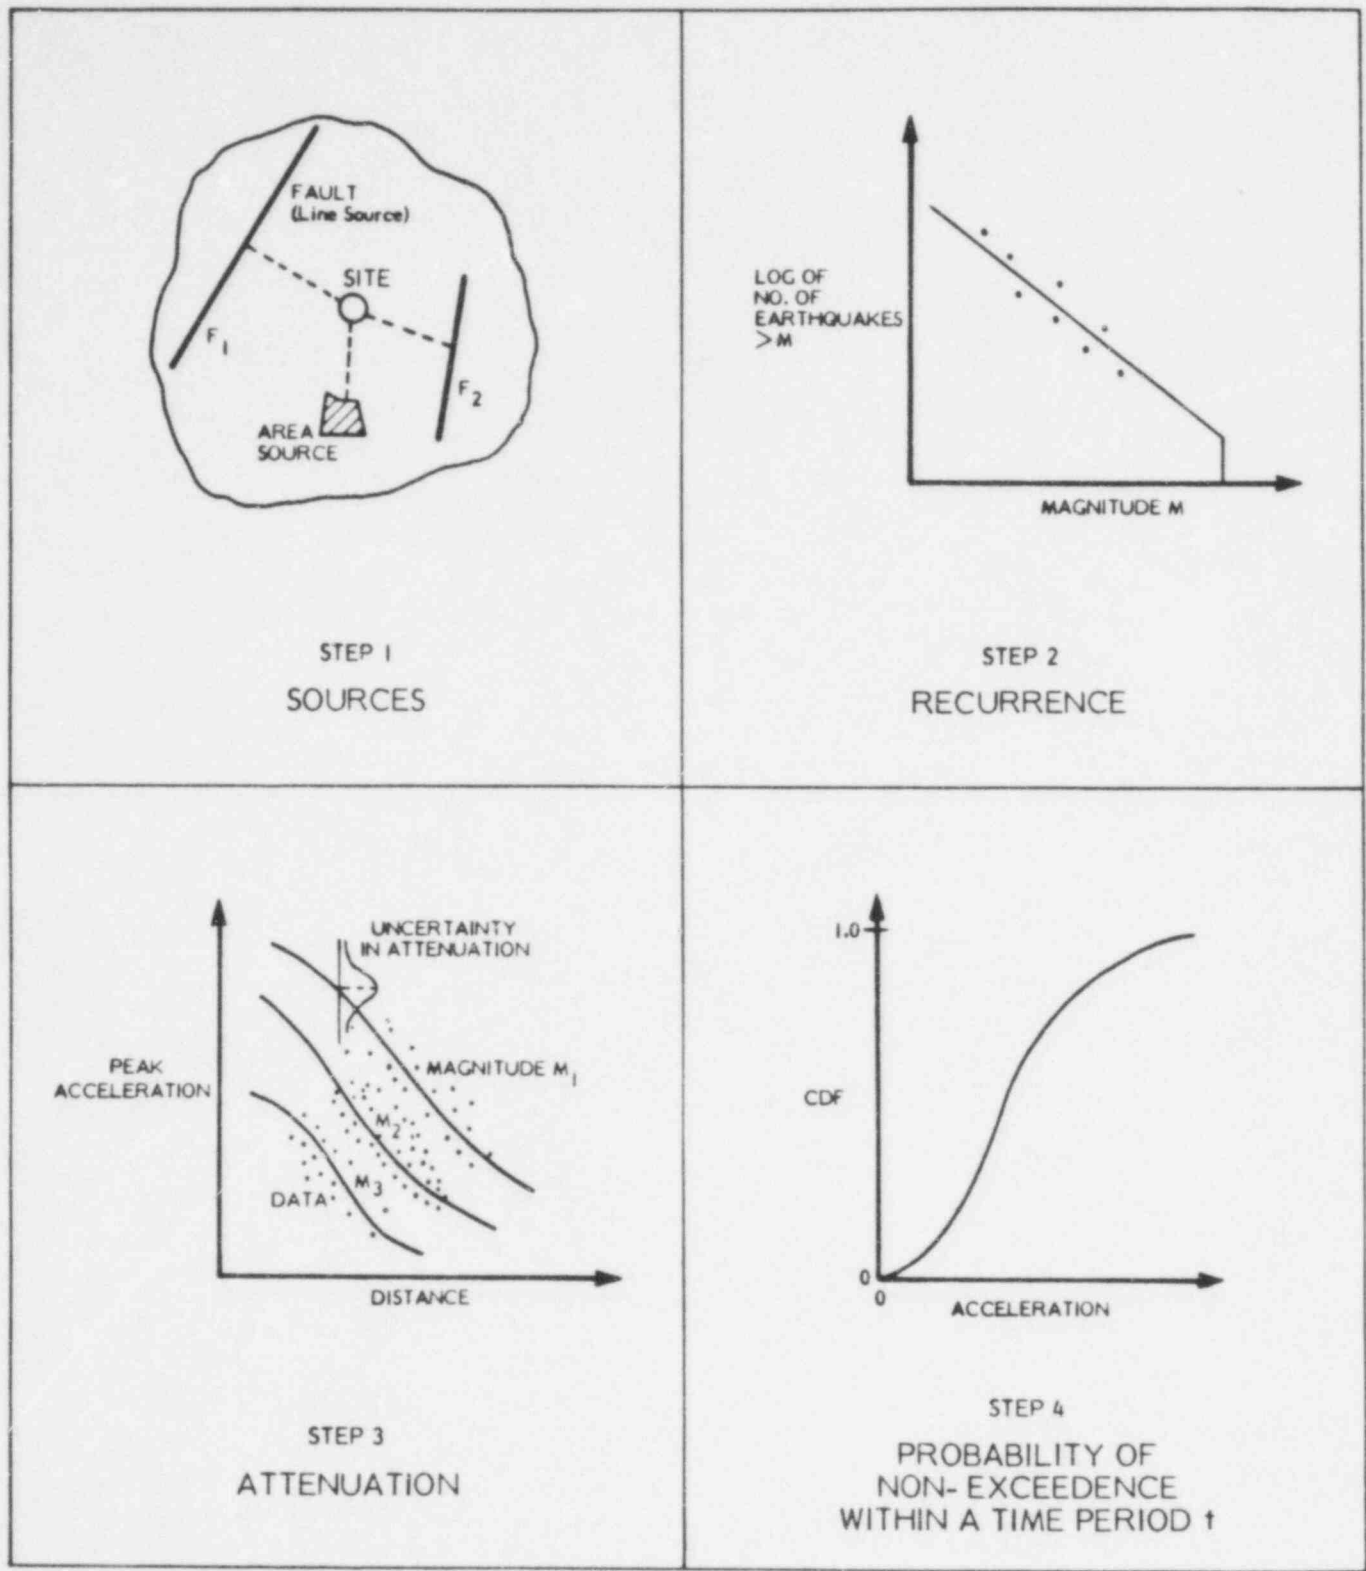 FAULT
(Line Source)
SITE
F1
F2
AREA
SOURCE
STEP 1
SOURCES
LOG OF
NO. OF
EARTHQUAKES
>M
MAGNITUDE M
STEP 2
RECURRENCE
UNCERTAINTY
IN ATTENUATION
PEAK
ACCELERATION
MAGNITUDE M1
M2
M3
DATA
DISTANCE
STEP 3
ATTENUATION
1.0
CDF
0
0
ACCELERATION
STEP 4
PROBABILITY OF
NON-EXCEEDENCE
WITHIN A TIME PERIOD t